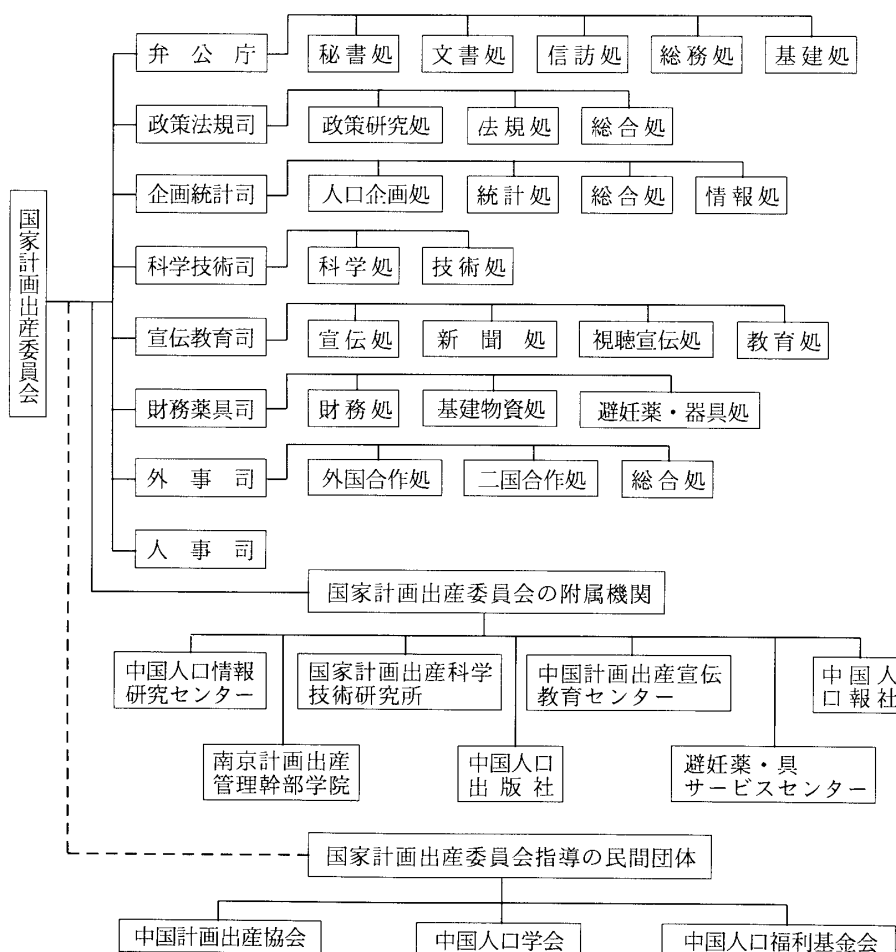 弁公庁 秘書処 文書処 信訪処 総務処 基建処
政策法規司 政策研究処 法規処 総合処
企画統計司 人口企画処 統計処 総合処 情報処
国家計画出産委員会
科学技術司 科学処 技術処
宣伝教育司 宣伝処 新聞処 視聴宣伝処 教育処
財務薬具司 財務処 基建物資処 避妊薬・器具処
外事司 外国合作処 二国合作処 総合処
人事司
国家計画出産委員会の附属機関
中国人口情報
研究センター
国家計画出産科学
技術研究所
中国計画出産宣伝
教育センター
中国人
口報社
南京計画出産
管理幹部学院
中国人口
出版社
避妊薬・具
サービスセンター
国家計画出産委員会指導の民間団体
中国計画出産協会 中国人口学会 中国人口福利基金会